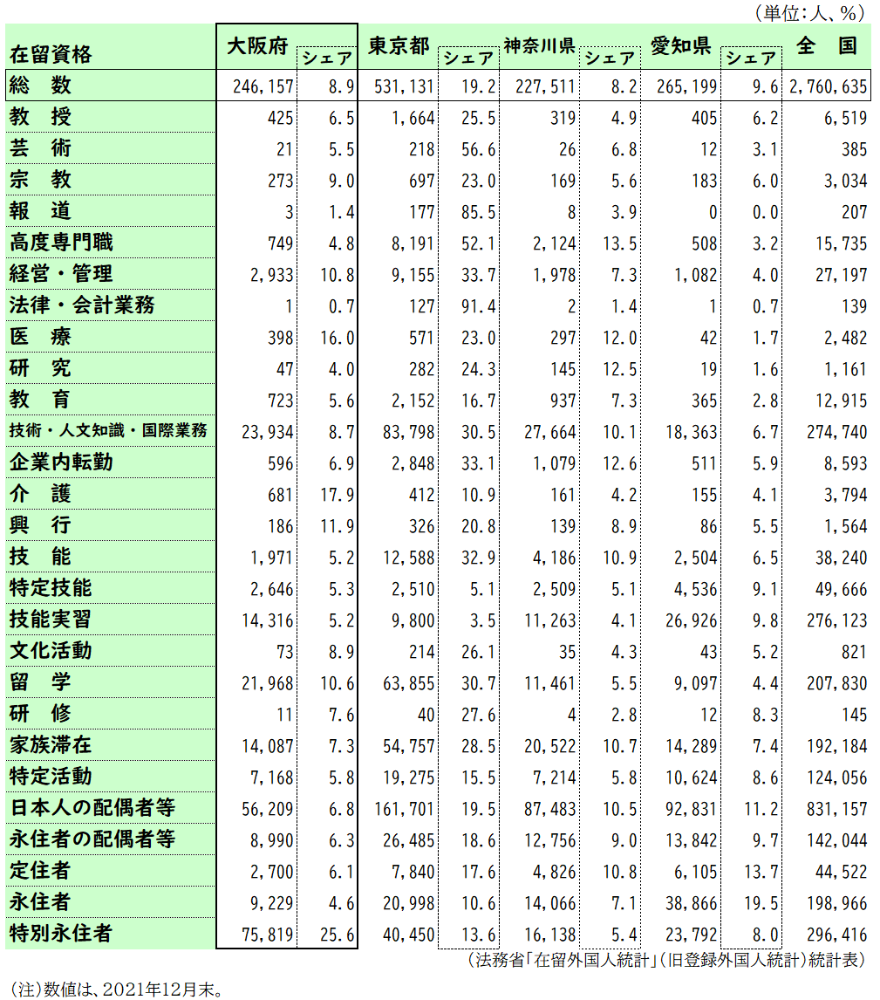 (単位：人、％)
在留資格 大阪府 シェア 東京都 シェア 神奈川県 シェア 愛知県 シェア 全　国
総　数 246,157 8.9 531,131 19.2 227,511 8.2 265,199 9.6 2,760,635
教　授 425 6.5 1,664 25.5 319 4.9 405 6.2 6,519
芸　術 21 5.5 218 56.6 26 6.8 12 3.1 385
宗　教 273 9.0 697 23.0 169 5.6 183 6.0 3,034
報　道 3 1.4 177 85.5 8 3.9 0 0.0 207
高度専門職 749 4.8 8,191 52.1 2,124 13.5 508 3.2 15,735
経営・管理 2,933 10.8 9,155 33.7 1,978 7.3 1,082 4.0 27,197
法律・会計業務 1 0.7 127 91.4 2 1.4 1 0.7 139
医　療 398 16.0 571 23.0 297 12.0 42 1.7 2,482
研　究 47 4.0 282 24.3 145 12.5 19 1.6 1,161
教　育 723 5.6 2,152 16.7 937 7.3 365 2.8 12,915
技術・人文知識・国際業務 23,934 8.7 83,798 30.5 27,664 10.1 18,363 6.7 274,740
企業内転勤 596 6.9 2,848 33.1 1,079 12.6 511 5.9 8,593
介　護 681 17.9 412 10.9 161 4.2 155 4.1 3,794
興　行 186 11.9 326 20.8 139 8.9 86 5.5 1,564
技　能 1,971 5.2 12,588 32.9 4,186 10.9 2,504 6.5 38,240
特定技能 2,646 5.3 2,510 5.1 2,509 5.1 4,536 9.1 49,666
技能実習 14,316 5.2 9,800 3.5 11,263 4.1 26,926 9.8 276,123
文化活動 73 8.9 214 26.1 35 4.3 43 5.2 821
留　学 21,968 10.6 63,855 30.7 11,461 5.5 9,097 4.4 207,830
研　修 11 7.6 40 27.6 4 2.8 12 8.3 145
家族滞在 14,087 7.3 54,757 28.5 20,522 10.7 14,289 7.4 192,184
特定活動 7,168 5.8 19,275 15.5 7,214 5.8 10,624 8.6 124,056
日本人の配偶者等 56,209 6.8 161,701 19.5 87,483 10.5 92,831 11.2 831,157
永住者の配偶者等 8,990 6.3 26,485 18.6 12,756 9.0 13,842 9.7 142,044
定住者 2,700 6.1 7,840 17.6 4,826 10.8 6,105 13.7 44,522
永住者 9,229 4.6 20,998 10.6 14,066 7.1 38,866 19.5 198,966
特別永住者 75,819 25.6 40,450 13.6 16,138 5.4 23,792 8.0 296,416
(法務省「在留外国人統計」(旧登録外国人統計)統計表)
(注)数値は、2021年12月末。